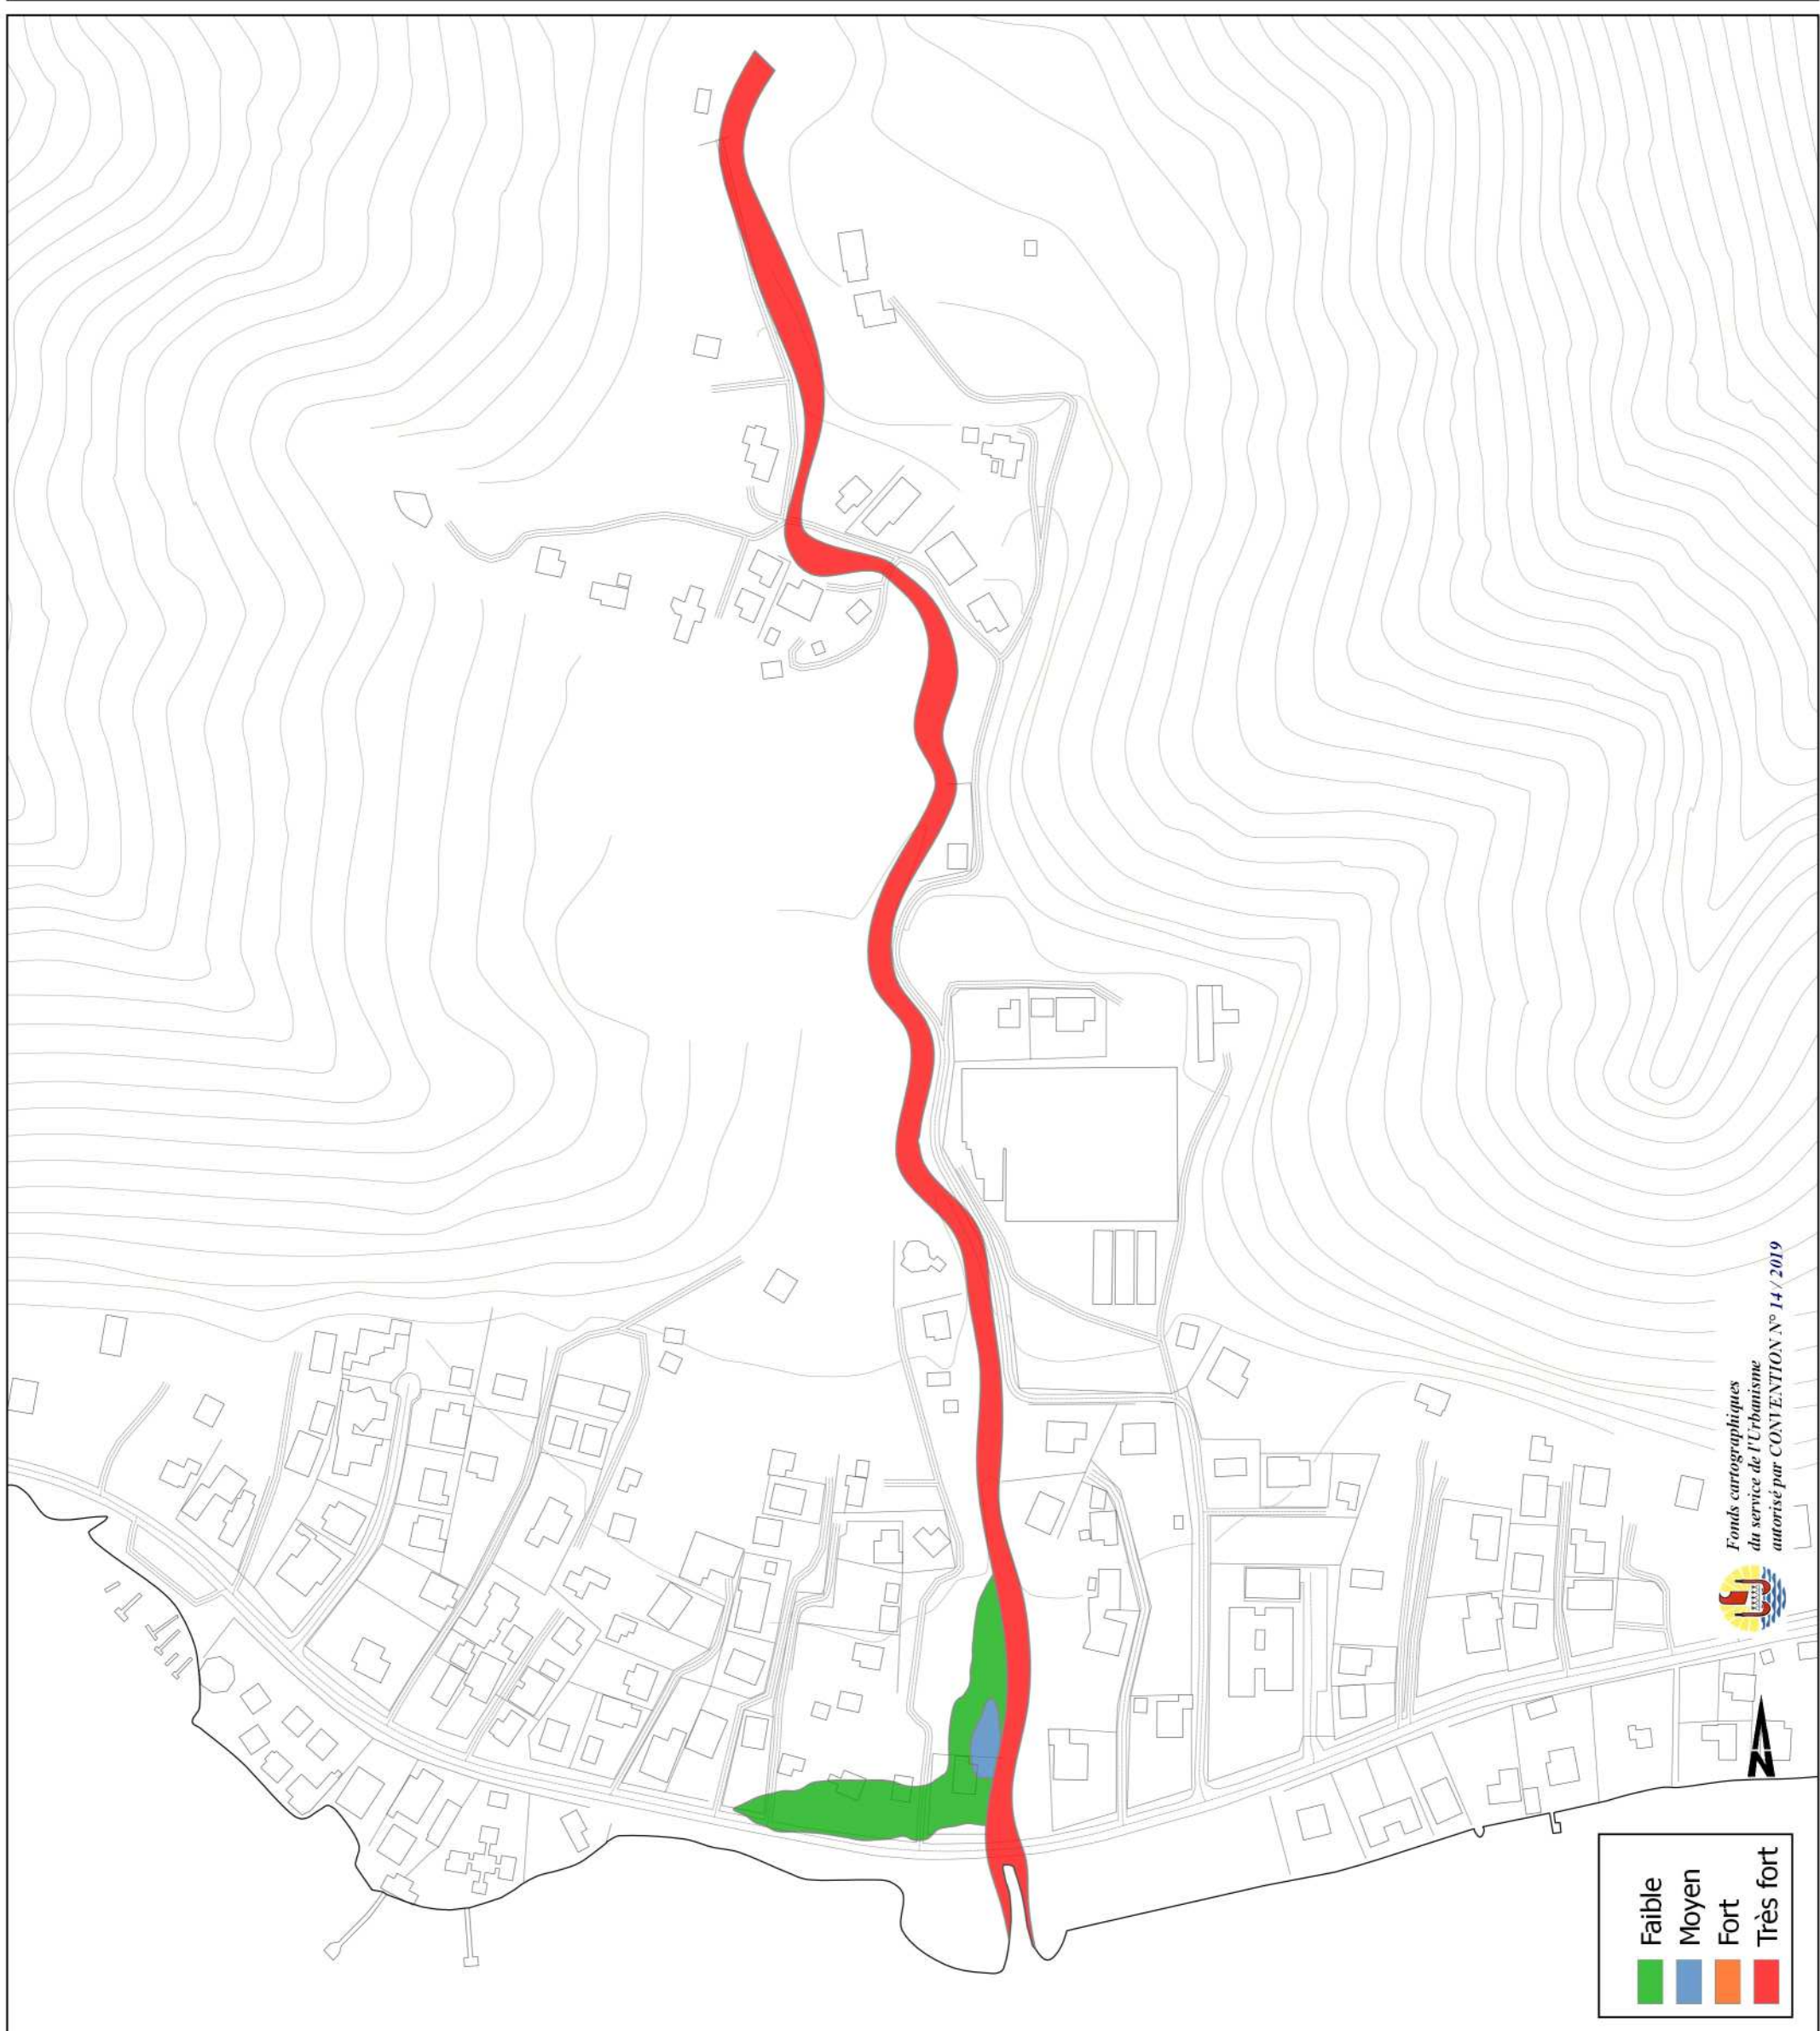 Fonds cartographiques
du service de l'Urbanisme
autorisé par CONVENTION N° 14 / 2019
N
Faible
Moyen
Fort
Très fort